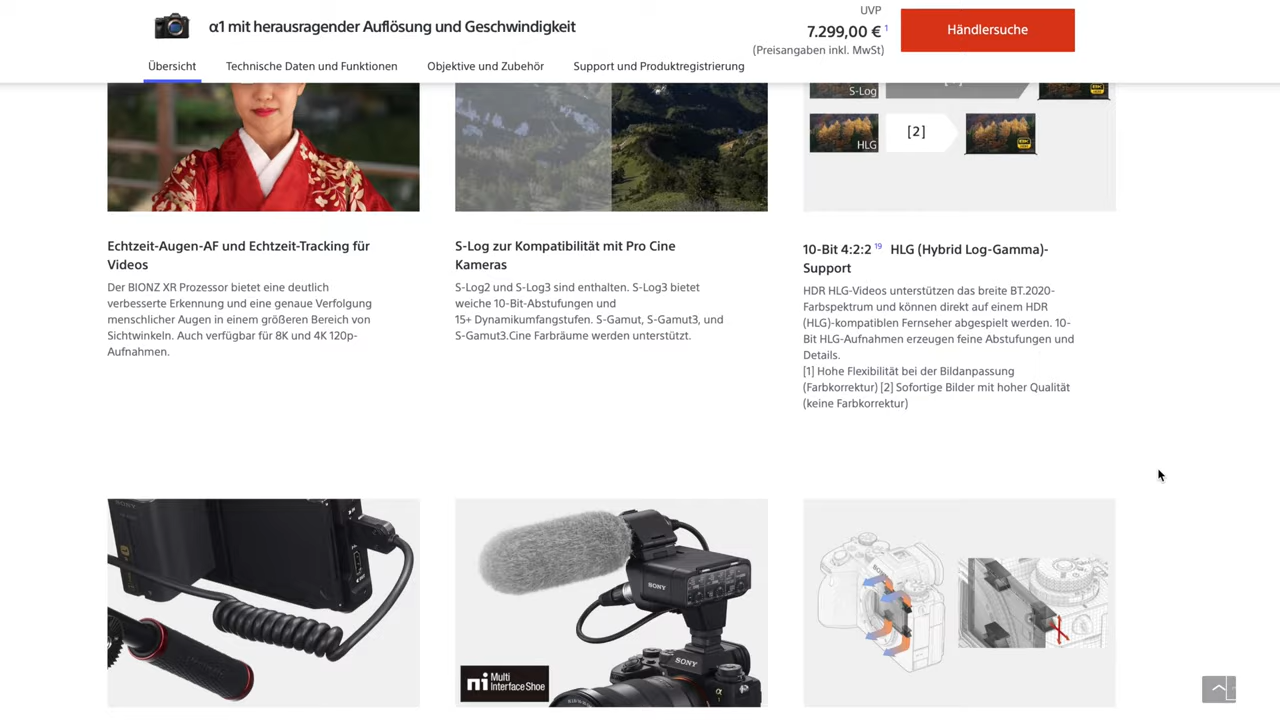 α1 mit herausragender Auflösung und Geschwindigkeit
UVP
7.299,00 € 1
(Preisangaben inkl. MwSt)
Händlersuche
Übersicht
Technische Daten und Funktionen
Objektive und Zubehör
Support und Produktregistrierung
S-Log
[2]
HLG
8K
Echtzeit-Augen-AF und Echtzeit-Tracking für
Videos
Der BIONZ XR Prozessor bietet eine deutlich
verbesserte Erkennung und eine genaue Verfolgung
menschlicher Augen in einem größeren Bereich von
Sichtwinkeln. Auch verfügbar für 8K und 4K 120p-
Aufnahmen.
S-Log zur Kompatibilität mit Pro Cine
Kameras
S-Log2 und S-Log3 sind enthalten. S-Log3 bietet
weiche 10-Bit-Abstufungen und
15+ Dynamikumfangstufen. S-Gamut, S-Gamut3, und
S-Gamut3.Cine Farbräume werden unterstützt.
10-Bit 4:2:2 19 HLG (Hybrid Log-Gamma)-
Support
HDR HLG-Videos unterstützen das breite BT.2020-
Farbspektrum und können direkt auf einem HDR
(HLG)-kompatiblen Fernseher abgespielt werden. 10-
Bit HLG-Aufnahmen erzeugen feine Abstufungen und
Details.
[1] Hohe Flexibilität bei der Bildanpassung
(Farbkorrektur) [2] Sofortige Bilder mit hoher Qualität
(keine Farbkorrektur)
SONY
SONY
Multi
Interface Shoe